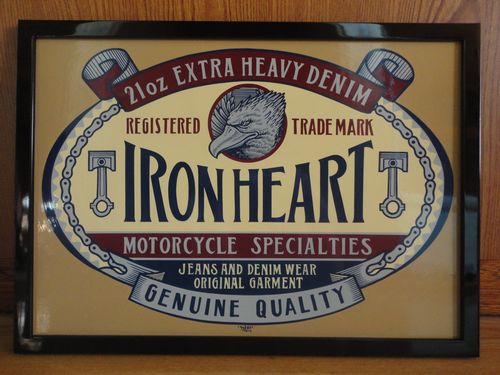 21oz EXTRA HEAVY DENIM
REGISTERED TRADE MARK
IRON HEART
MOTORCYCLE SPECIALTIES
JEANS AND DENIM WEAR
ORIGINAL GARMENT
GENUINE QUALITY